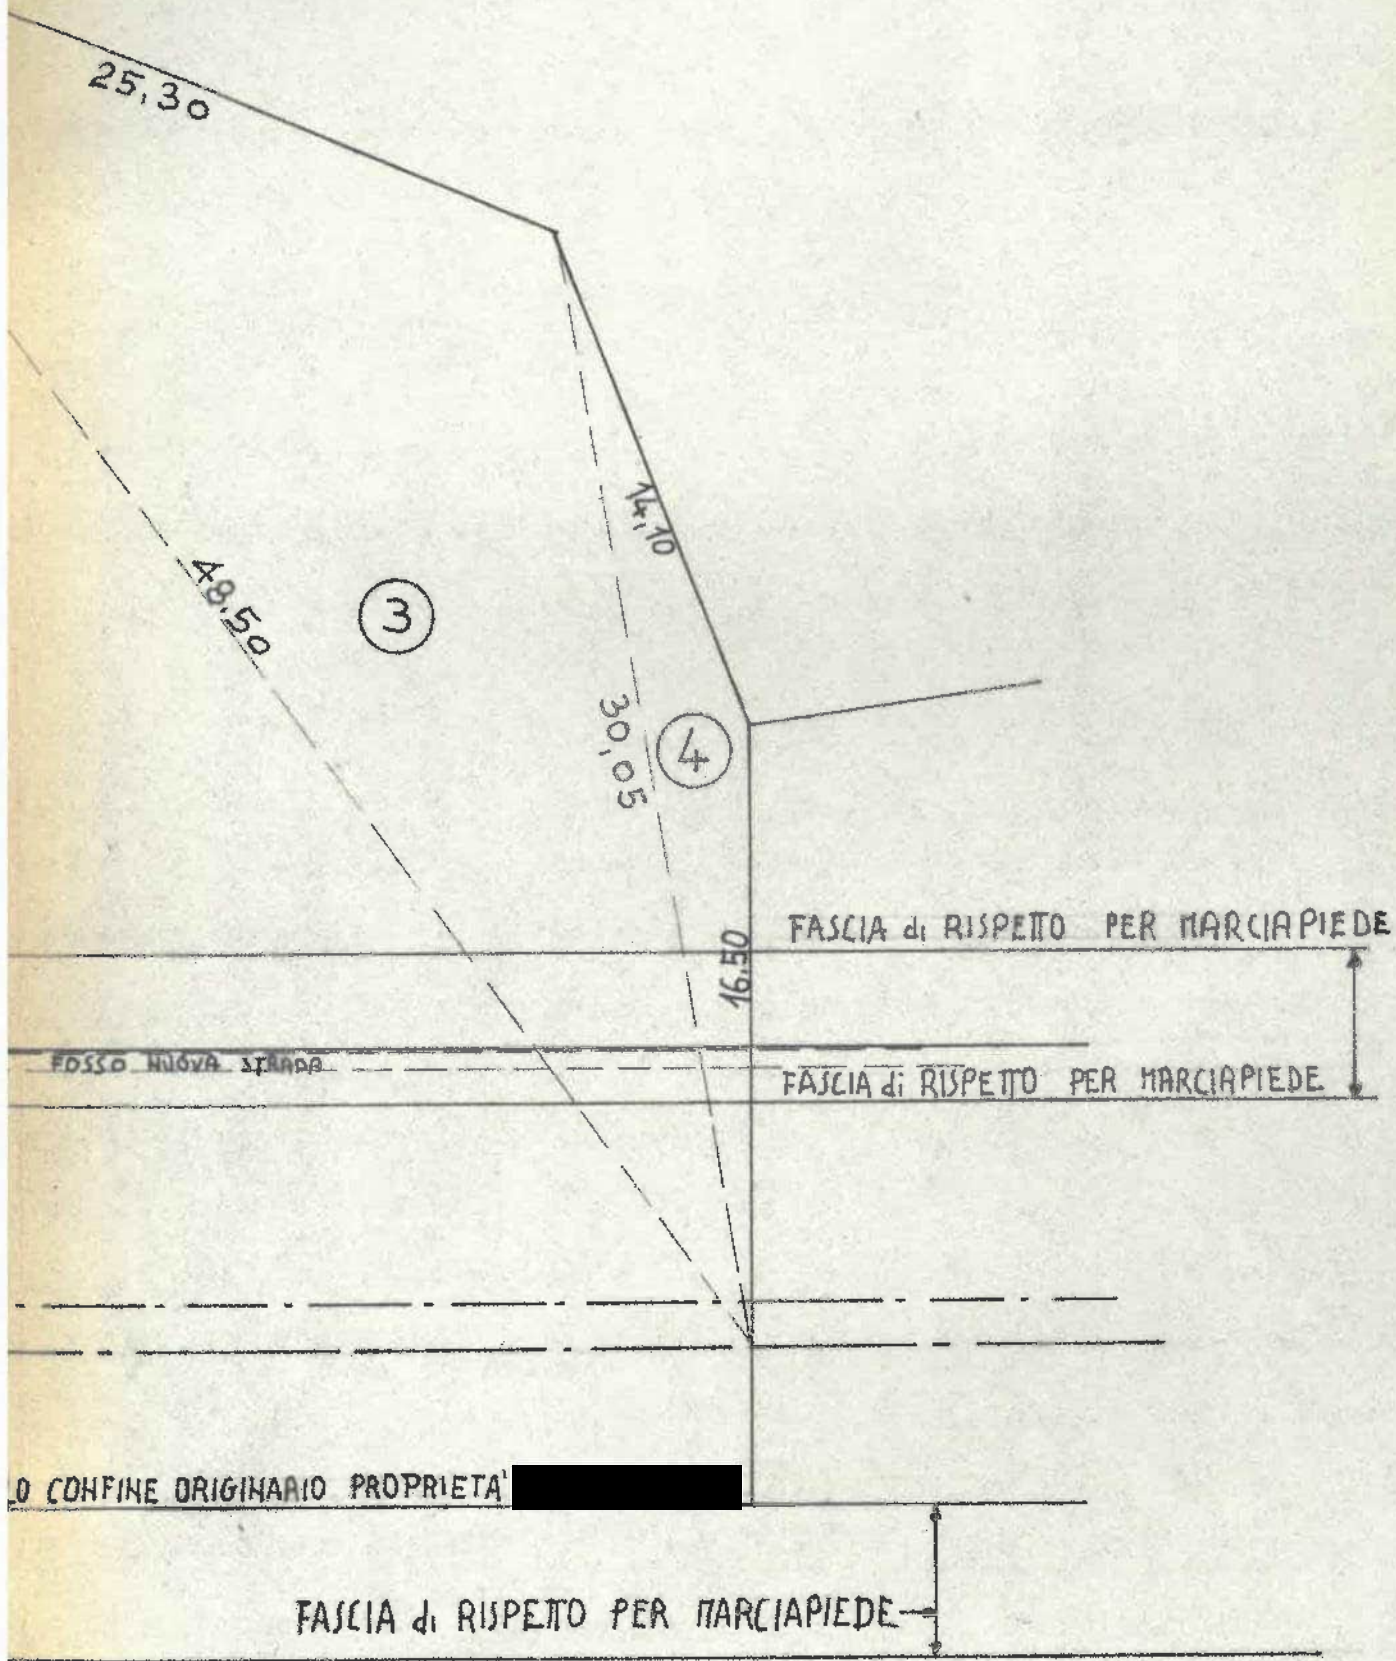 25,30
14,10
48,50
3
30,05
4
FASCIA di RISPETTO PER MARCIAPIEDE
16,50
FOSSO NUOVA STRADA
FASCIA di RISPETTO PER MARCIAPIEDE
LO CONFINE ORIGINARIO PROPRIETA'
FASCIA di RISPETTO PER MARCIAPIEDE